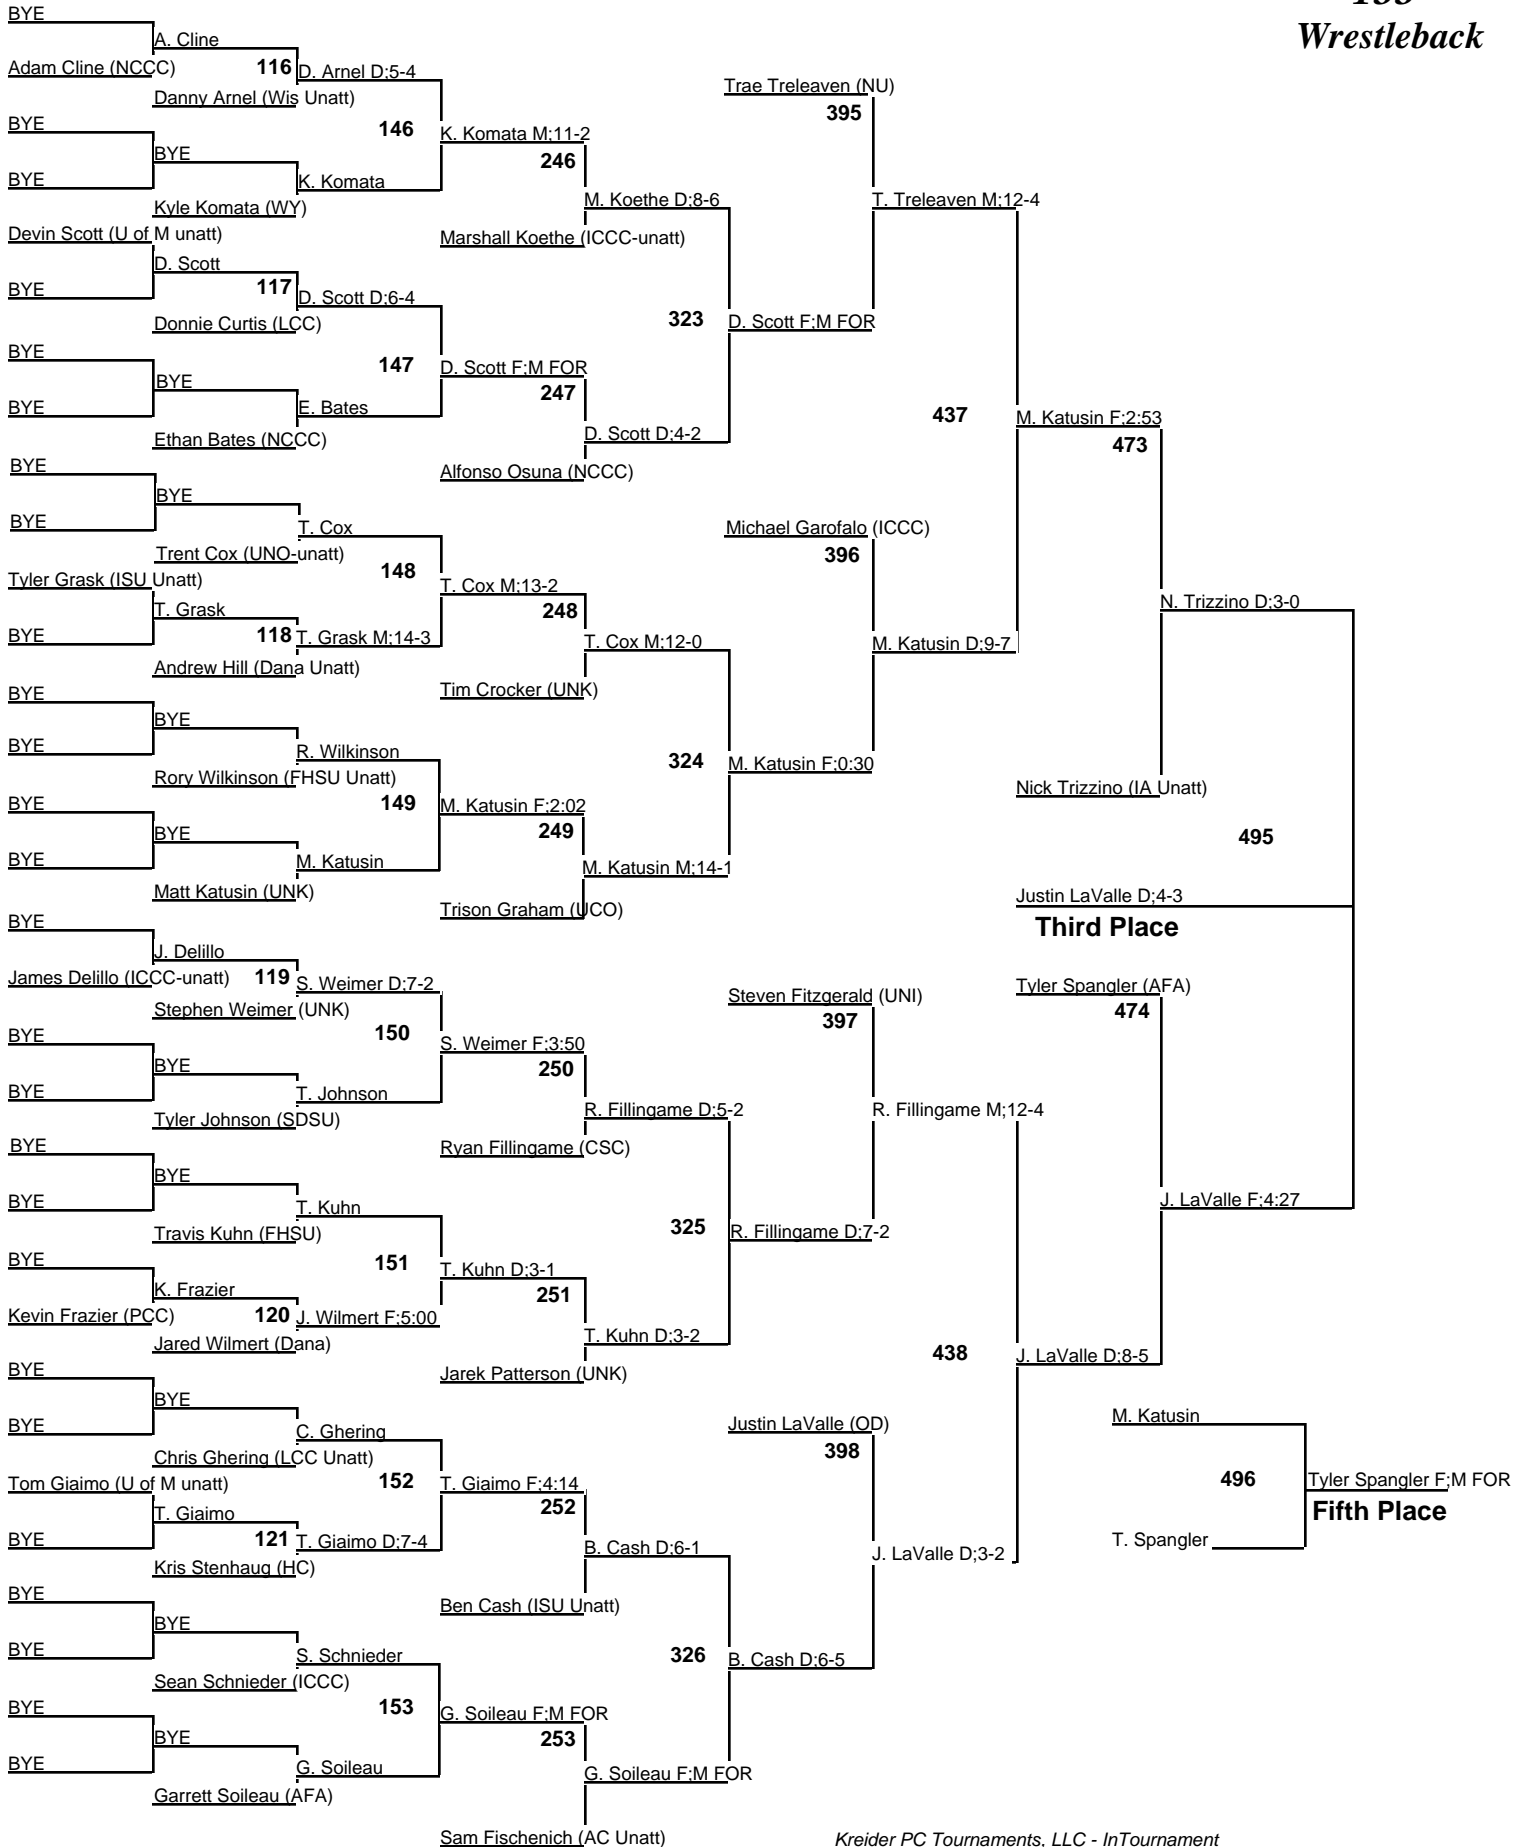 Wrestleback
BYE
A. Cline
Adam Cline (NCCC)
116
D. Arnel D;5-4
Danny Arnel (Wis Unatt)
146
BYE
K. Komata M;11-2
BYE
246
BYE
K. Komata
Kyle Komata (WY)
M. Koethe D;8-6
Devin Scott (U of M unatt)
Marshall Koethe (ICCC-unatt)
D. Scott
BYE
117
D. Scott D;6-4
Donnie Curtis (LCC)
323
D. Scott F;M FOR
BYE
147
D. Scott F;M FOR
BYE
247
BYE
E. Bates
Ethan Bates (NCCC)
D. Scott D;4-2
Alfonso Osuna (NCCC)
Trae Treleaven (NU)
395
T. Treleaven M;12-4
437
M. Katusin F;2:53
473
BYE
BYE
BYE
T. Cox
Trent Cox (UNO-unatt)
148
Tyler Grask (ISU Unatt)
T. Cox M;13-2
T. Grask
248
BYE
118
T. Grask M;14-3
Andrew Hill (Dana Unatt)
T. Cox M;12-0
Tim Crocker (UNK)
Michael Garofalo (ICCC)
396
M. Katusin D;9-7
N. Trizzino D;3-0
BYE
BYE
BYE
R. Wilkinson
Rory Wilkinson (FHSU Unatt)
324
M. Katusin F;0:30
149
BYE
M. Katusin F;2:02
BYE
249
BYE
M. Katusin
Matt Katusin (UNK)
M. Katusin M;14-1
Trison Graham (UCO)
Nick Trizzino (IA Unatt)
495
Justin LaValle D;4-3
Third Place
BYE
J. Delillo
James Delillo (ICCC-unatt)
119
S. Weimer D;7-2
Stephen Weimer (UNK)
150
BYE
S. Weimer F;3:50
BYE
250
BYE
T. Johnson
Tyler Johnson (SDSU)
R. Fillingame D;5-2
Ryan Fillingame (CSC)
Steven Fitzgerald (UNI)
397
R. Fillingame M;12-4
Tyler Spangler (AFA)
474
BYE
BYE
BYE
T. Kuhn
Travis Kuhn (FHSU)
325
R. Fillingame D;7-2
J. LaValle F;4:27
BYE
151
T. Kuhn D;3-1
K. Frazier
251
Kevin Frazier (PCC)
120
J. Wilmert F;5:00
Jared Wilmert (Dana)
T. Kuhn D;3-2
Jarek Patterson (UNK)
438
J. LaValle D;8-5
BYE
BYE
BYE
C. Ghering
Chris Ghering (LCC Unatt)
Justin LaValle (OD)
398
M. Katusin
Tom Giaimo (U of M unatt)
152
T. Giaimo F;4:14
496
Tyler Spangler F;M FOR
T. Giaimo
252
Fifth Place
BYE
121
T. Giaimo D;7-4
B. Cash D;6-1
J. LaValle D;3-2
T. Spangler
Kris Stenhaug (HC)
BYE
Ben Cash (ISU Unatt)
BYE
BYE
S. Schnieder
326
B. Cash D;6-5
Sean Schnieder (ICCC)
BYE
153
G. Soileau F;M FOR
BYE
253
BYE
G. Soileau
G. Soileau F;M FOR
Garrett Soileau (AFA)
Sam Fischenich (AC Unatt)
Kreider PC Tournaments, LLC - InTournament